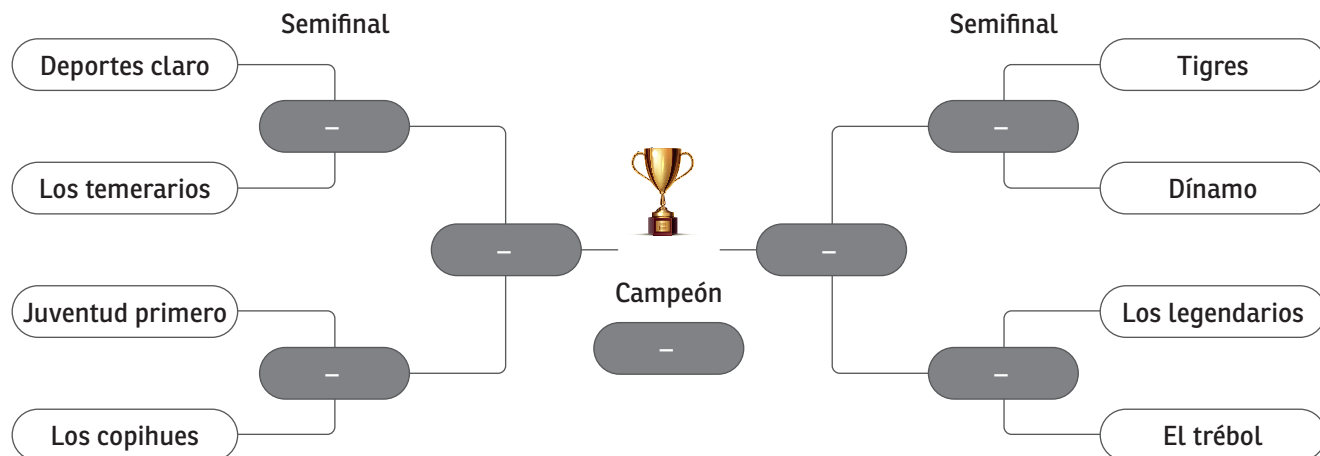 Semifinal
Semifinal
Deportes claro
Tigres
–
–
Los temerarios
Dínamo
–
–
Campeón
Juventud primero
Los legendarios
–
–
–
Los copihues
El trébol